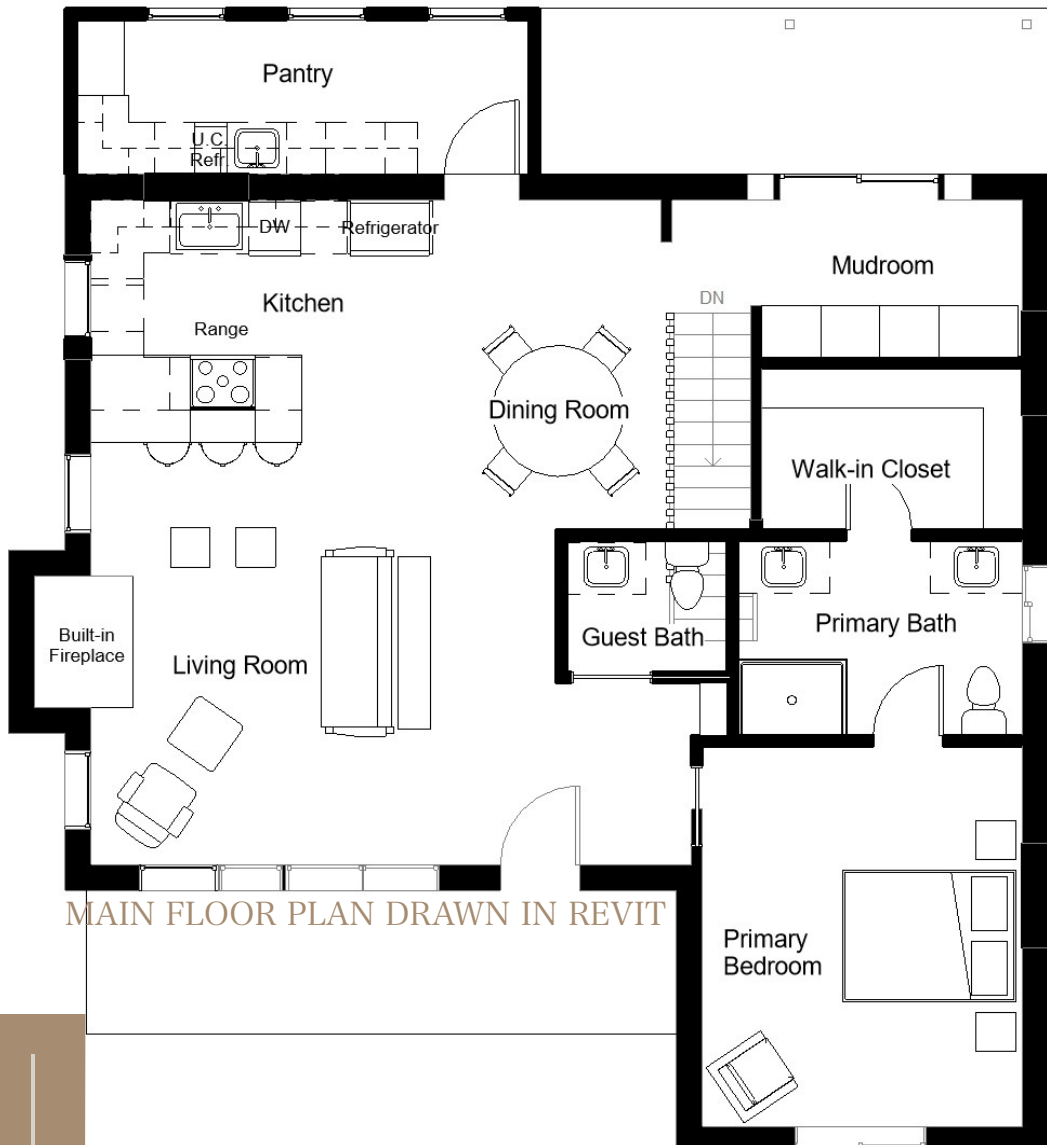 Pantry
U.C.
Refr.
DW
Refrigerator
Mudroom
Kitchen
DN
Range
Dining Room
Walk-in Closet
Guest Bath
Primary Bath
Built-in
Fireplace
Living Room
MAIN FLOOR PLAN DRAWN IN REVIT
Primary
Bedroom